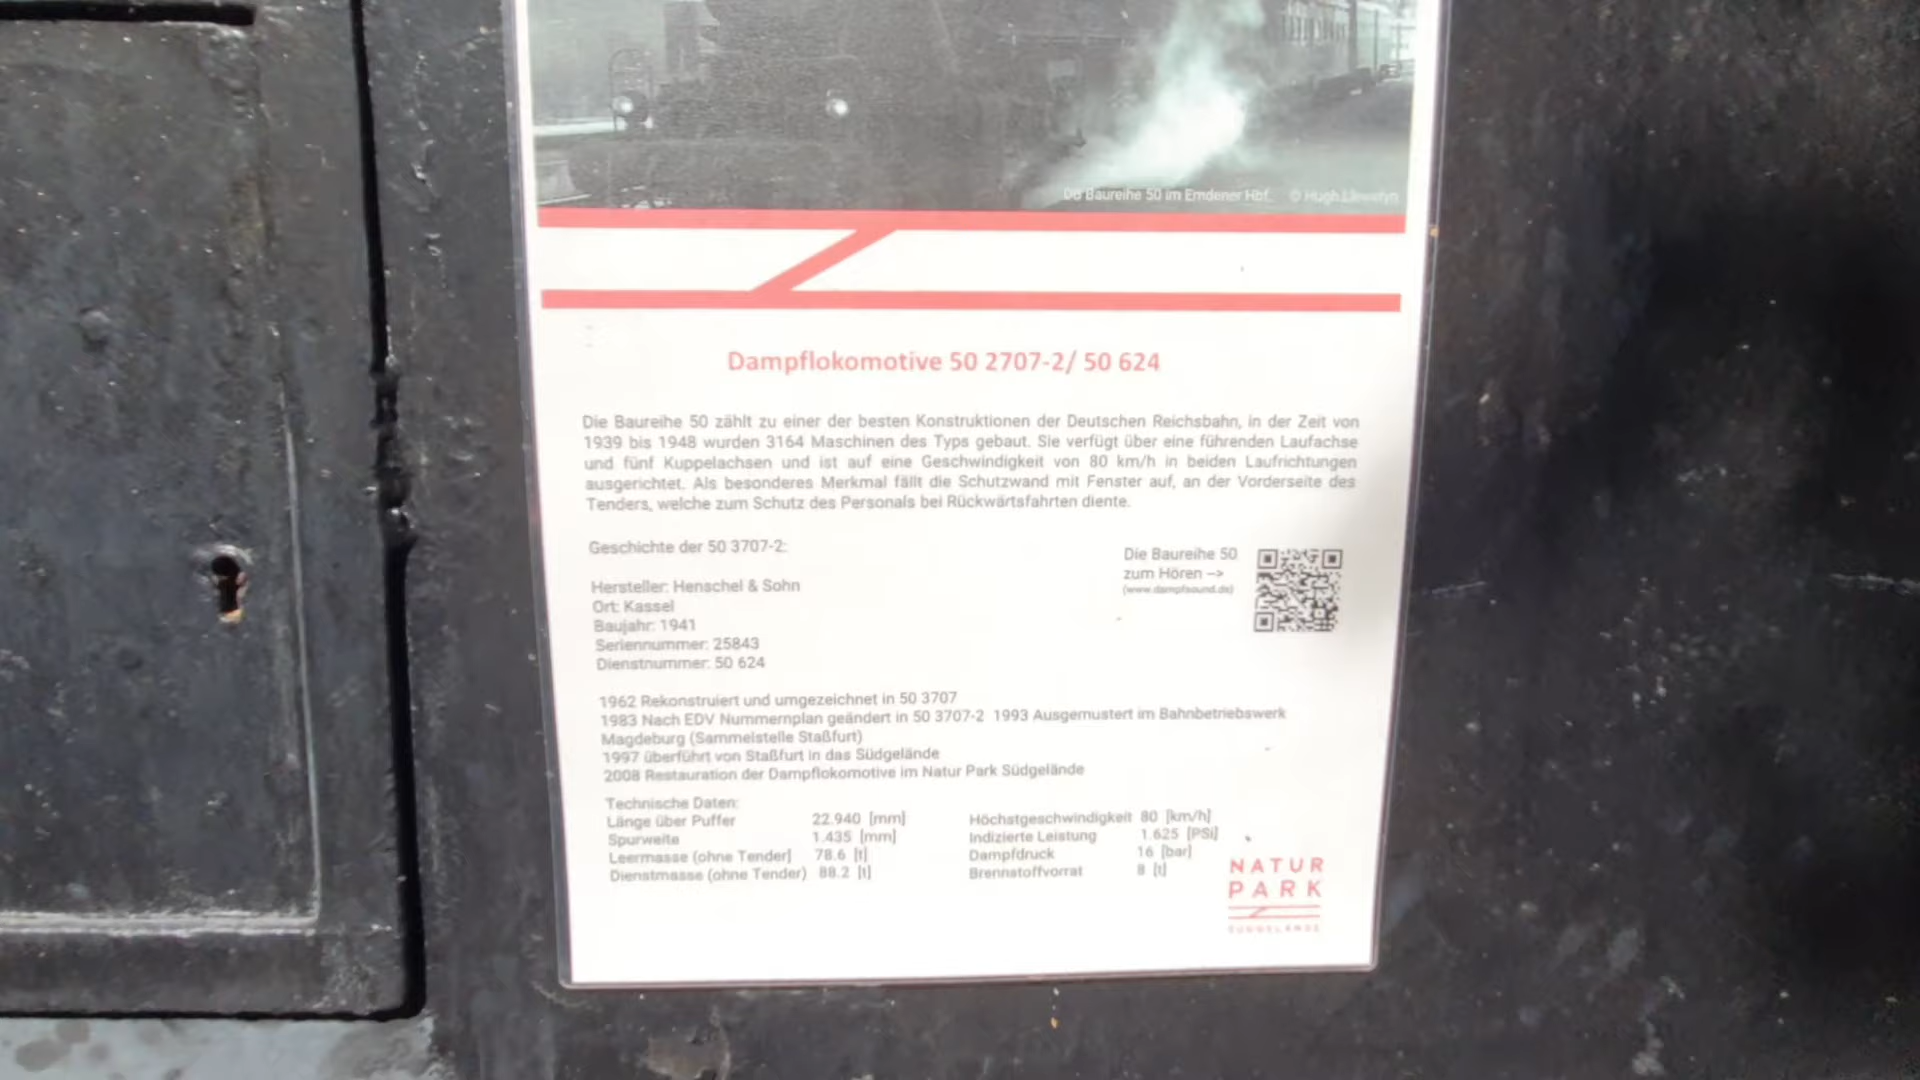 DB Baureihe 50 im Emdener Hbf. © Hugh Llewelyn
Dampflokomotive 50 2707-2/ 50 624
Die Baureihe 50 zählt zu einer der besten Konstruktionen der Deutschen Reichsbahn, in der Zeit von
1939 bis 1948 wurden 3164 Maschinen des Typs gebaut. Sie verfügt über eine führenden Laufachse
und fünf Kuppelachsen und ist auf eine Geschwindigkeit von 80 km/h in beiden Laufrichtungen
ausgerichtet. Als besonderes Merkmal fällt die Schutzwand mit Fenster auf, an der Vorderseite des
Tenders, welche zum Schutz des Personals bei Rückwärtsfahrten diente.
Geschichte der 50 3707-2:
Die Baureihe 50
zum Hören -->
(www.dampfsound.de)
Hersteller: Henschel & Sohn
Ort: Kassel
Baujahr: 1941
Seriennummer: 25843
Dienstnummer: 50 624
1962 Rekonstruiert und umgezeichnet in 50 3707
1983 Nach EDV Nummernplan geändert in 50 3707-2 1993 Ausgemustert im Bahnbetriebswerk
Magdeburg (Sammelstelle Staßfurt)
1997 überführt von Staßfurt in das Südgelände
2008 Restauration der Dampflokomotive im Natur Park Südgelände
Technische Daten:
Länge über Puffer 22.940 [mm] Höchstgeschwindigkeit 80 [km/h]
Spurweite 1.435 [mm] Indizierte Leistung 1.625 [PSi]
Leermasse (ohne Tender] 78.6 [t] Dampfdruck 16 [bar]
Dienstmasse (ohne Tender) 88.2 [t] Brennstoffvorrat 8 [t]
NATUR
PARK
SÜDGELÄNDE